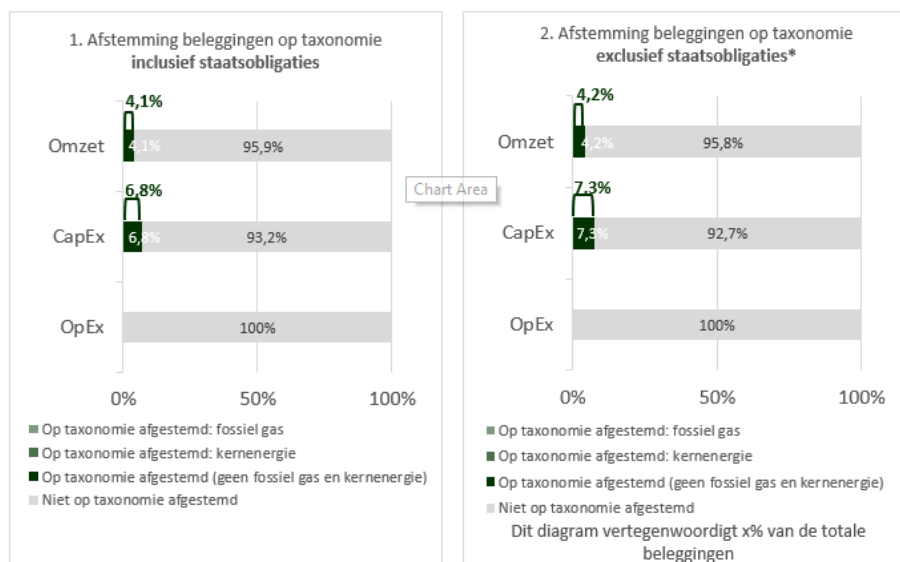 1. Afstemming beleggingen op taxonomie
inclusief staatsobligaties
4,1%
Omzet
4,1%
95,9%
6,8%
CapEx
6,8%
93,2%
OpEx
100%
0%
50%
100%
Op taxonomie afgestemd: fossiel gas
Op taxonomie afgestemd: kernenergie
Op taxonomie afgestemd (geen fossiel gas en kernenergie)
Niet op taxonomie afgestemd
Chart Area
2. Afstemming beleggingen op taxonomie
exclusief staatsobligaties*
4,2%
Omzet
4,2%
95,8%
7,3%
CapEx
7,3%
92,7%
OpEx
100%
0%
50%
100%
Op taxonomie afgestemd: fossiel gas
Op taxonomie afgestemd: kernenergie
Op taxonomie afgestemd (geen fossiel gas en kernenergie)
Niet op taxonomie afgestemd
Dit diagram vertegenwoordigt x% van de totale
beleggingen